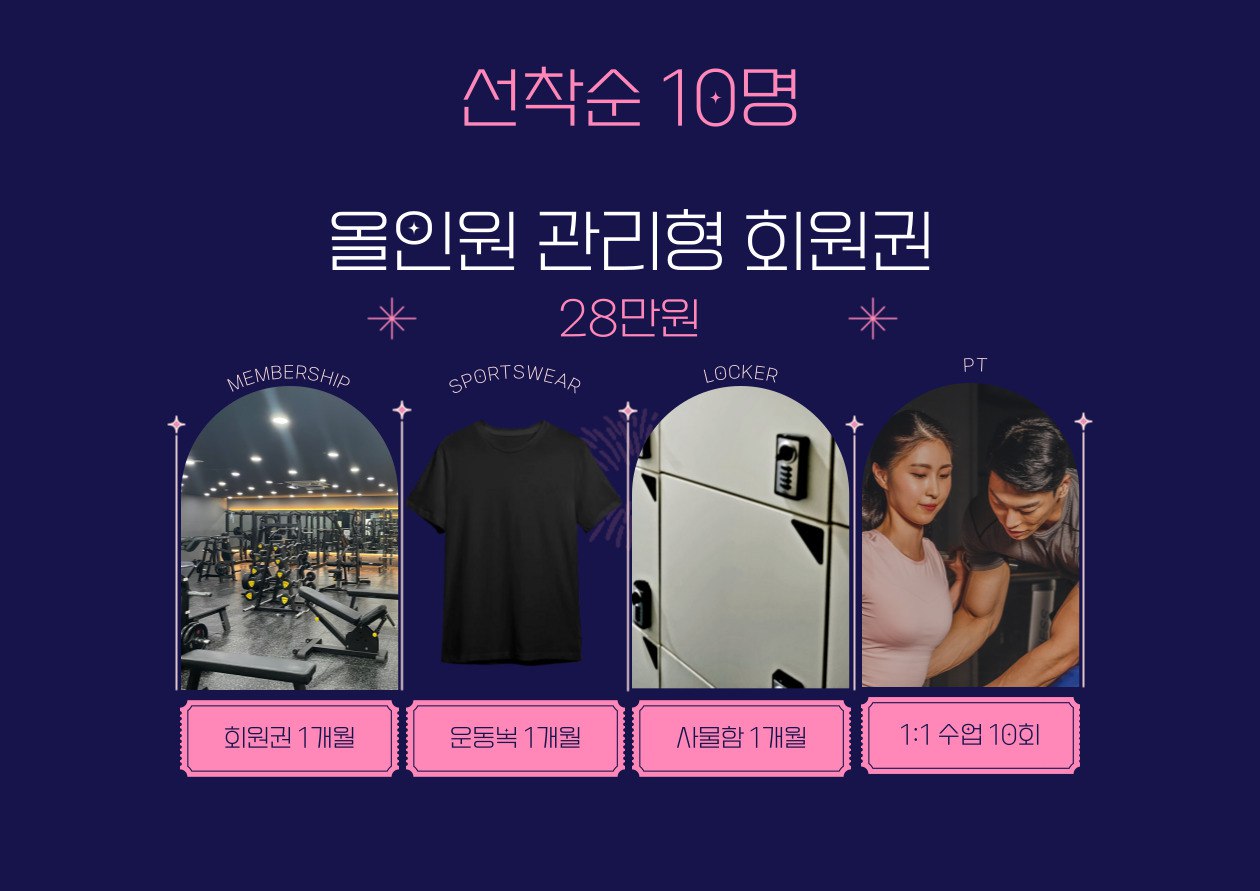 선착순 10명
올인원 관리형 회원권
28만원
MEMBERSHIP
SPORTSWEAR
LOCKER
PT
회원권 1개월
운동복 1개월
사물함 1개월
1:1 수업 10회